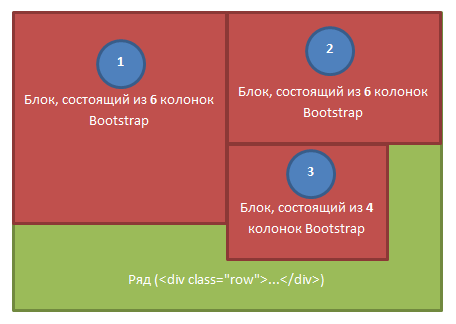 1
Блок, состоящий из 6 колонок
Bootstrap
2
Блок, состоящий из 6 колонок
Bootstrap
3
Блок, состоящий из 4
колонок Bootstrap
Ряд (<div class="row">...</div>)